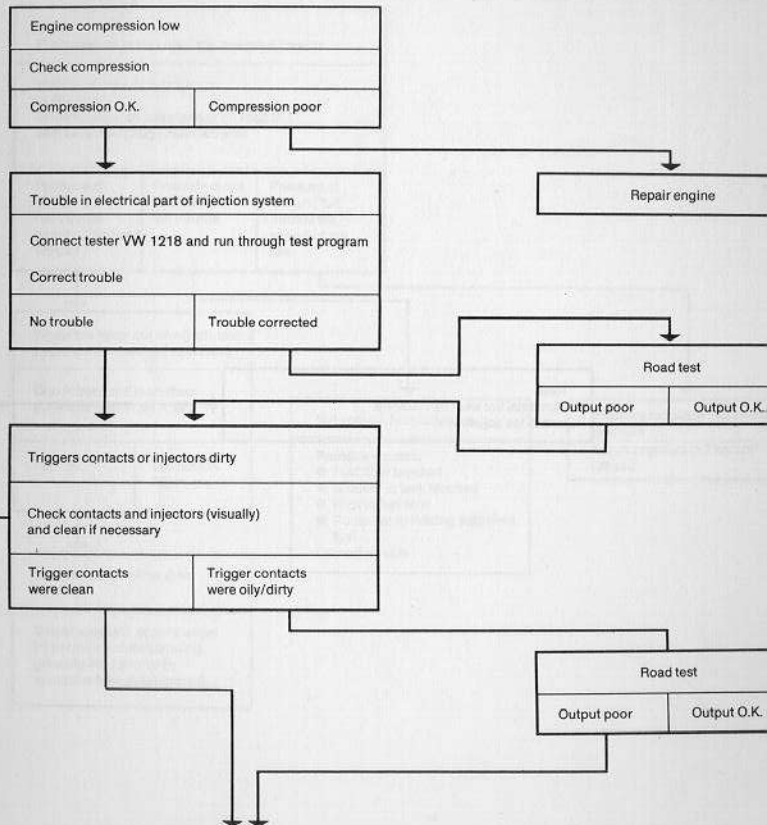 Engine compression low
Check compression
Compression O.K.
Compression poor
Trouble in electrical part of injection system
Repair engine
Connect tester VW 1218 and run through test program
Correct trouble
No trouble
Trouble corrected
Road test
Output poor
Output O.K.
Triggers contacts or injectors dirty
Check contacts and injectors (visually)
and clean if necessary
Trigger contacts
were clean
Trigger contacts
were oily/dirty
Road test
Output poor
Output O.K.